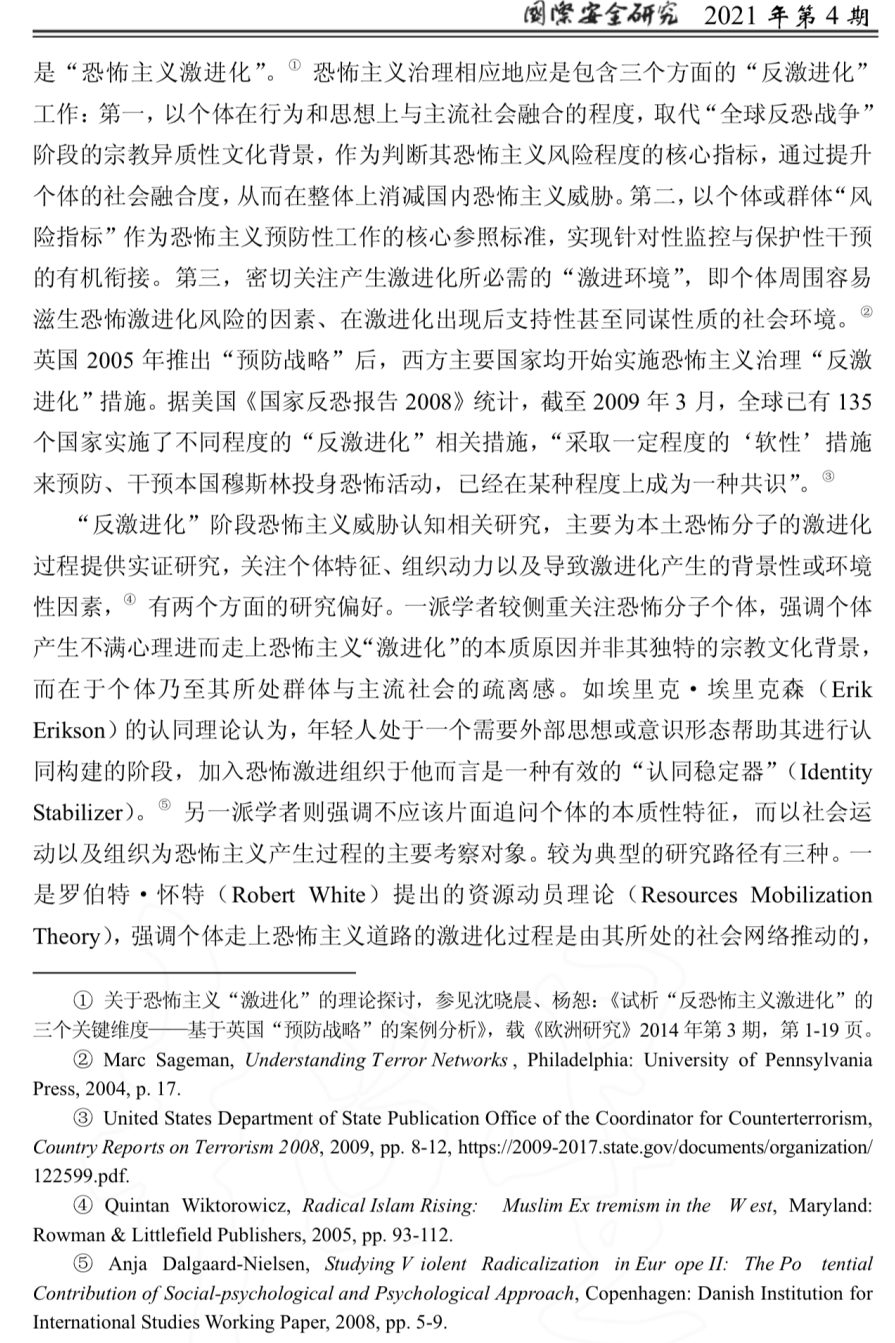 國際安全研究 2021 年第 4 期
是“恐怖主义激进化”。① 恐怖主义治理相应地应是包含三个方面的“反激进化”
工作：第一，以个体在行为和思想上与主流社会融合的程度，取代“全球反恐战争”
阶段的宗教异质性文化背景，作为判断其恐怖主义风险程度的核心指标，通过提升
个体的社会融合度，从而在整体上消减国内恐怖主义威胁。第二，以个体或群体“风
险指标”作为恐怖主义预防性工作的核心参照标准，实现针对性监控与保护性干预
的有机衔接。第三，密切关注产生激进化所必需的“激进环境”，即个体周围容易
滋生恐怖激进化风险的因素、在激进化出现后支持性甚至同谋性质的社会环境。②
英国 2005 年推出“预防战略”后，西方主要国家均开始实施恐怖主义治理“反激
进化”措施。据美国《国家反恐报告 2008》统计，截至 2009 年 3 月，全球已有 135
个国家实施了不同程度的“反激进化”相关措施，“采取一定程度的‘软性’措施
来预防、干预本国穆斯林投身恐怖活动，已经在某种程度上成为一种共识”。③
“反激进化”阶段恐怖主义威胁认知相关研究，主要为本土恐怖分子的激进化
过程提供实证研究，关注个体特征、组织动力以及导致激进化产生的背景性或环境
性因素，④ 有两个方面的研究偏好。一派学者较侧重关注恐怖分子个体，强调个体
产生不满心理进而走上恐怖主义“激进化”的本质原因并非其独特的宗教文化背景，
而在于个体乃至其所处群体与主流社会的疏离感。如埃里克·埃里克森（Erik
Erikson）的认同理论认为，年轻人处于一个需要外部思想或意识形态帮助其进行认
同构建的阶段，加入恐怖激进组织于他而言是一种有效的“认同稳定器”（Identity
Stabilizer）。⑤ 另一派学者则强调不应该片面追问个体的本质性特征，而以社会运
动以及组织为恐怖主义产生过程的主要考察对象。较为典型的研究路径有三种。一
是罗伯特·怀特（Robert White）提出的资源动员理论（Resources Mobilization
Theory），强调个体走上恐怖主义道路的激进化过程是由其所处的社会网络推动的，
① 关于恐怖主义“激进化”的理论探讨，参见沈晓晨、杨恕：《试析“反恐怖主义激进化”的
三个关键维度——基于英国“预防战略”的案例分析》，载《欧洲研究》2014 年第 3 期，第 1-19 页。
② Marc Sageman, Understanding Terror Networks , Philadelphia: University of Pennsylvania
Press, 2004, p. 17.
③ United States Department of State Publication Office of the Coordinator for Counterterrorism,
Country Reports on Terrorism 2008, 2009, pp. 8-12, https://2009-2017.state.gov/documents/organization/
122599.pdf.
④ Quintan Wiktorowicz, Radical Islam Rising: Muslim Ex tremism in the W est, Maryland:
Rowman & Littlefield Publishers, 2005, pp. 93-112.
⑤ Anja Dalgaard-Nielsen, Studying V iolent Radicalization in Eur ope II: The Po tential
Contribution of Social-psychological and Psychological Approach, Copenhagen: Danish Institution for
International Studies Working Paper, 2008, pp. 5-9.